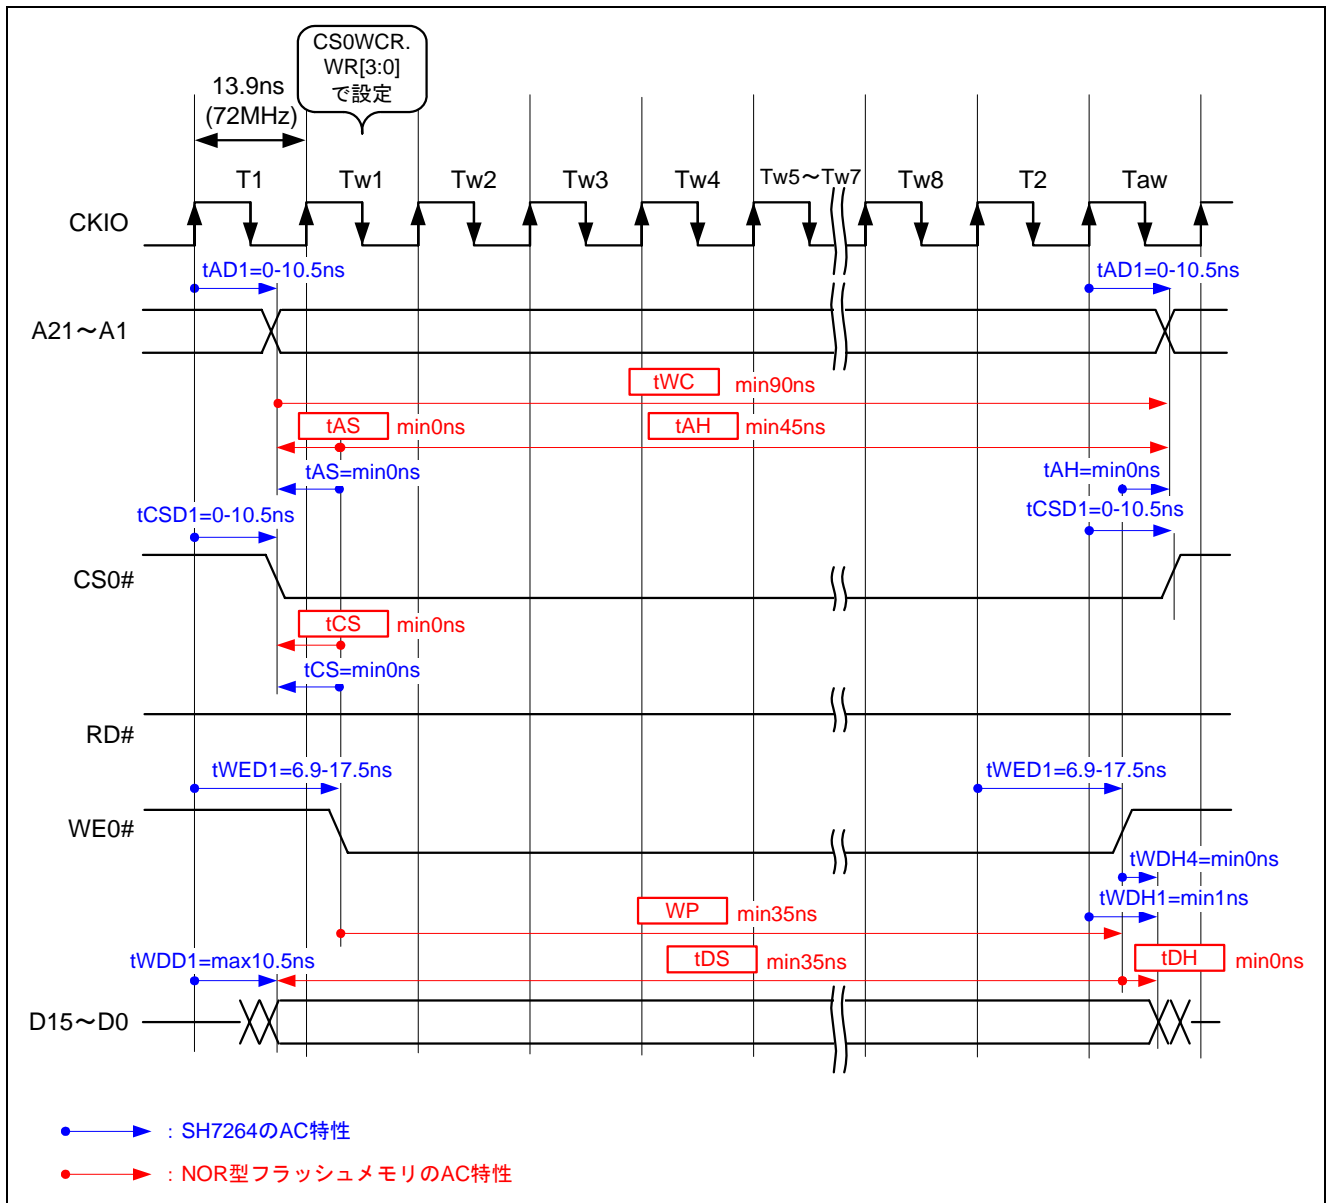 CS0WCR.
WR[3:0]
で設定
13.9ns
(72MHz)
T1
Tw1
Tw2
Tw3
Tw4
Tw5～Tw7
Tw8
T2
Taw
CKIO
tAD1=0-10.5ns
tAD1=0-10.5ns
A21～A1
tWC min90ns
tAS min0ns
tAH min45ns
tAS=min0ns
tAH=min0ns
tCSD1=0-10.5ns
tCSD1=0-10.5ns
CS0#
tCS min0ns
tCS=min0ns
RD#
tWED1=6.9-17.5ns
tWED1=6.9-17.5ns
WE0#
tWDH4=min0ns
tWDH1=min1ns
WP min35ns
tWDD1=max10.5ns
tDS min35ns
tDH min0ns
D15～D0
: SH7264のAC特性
: NOR型フラッシュメモリのAC特性